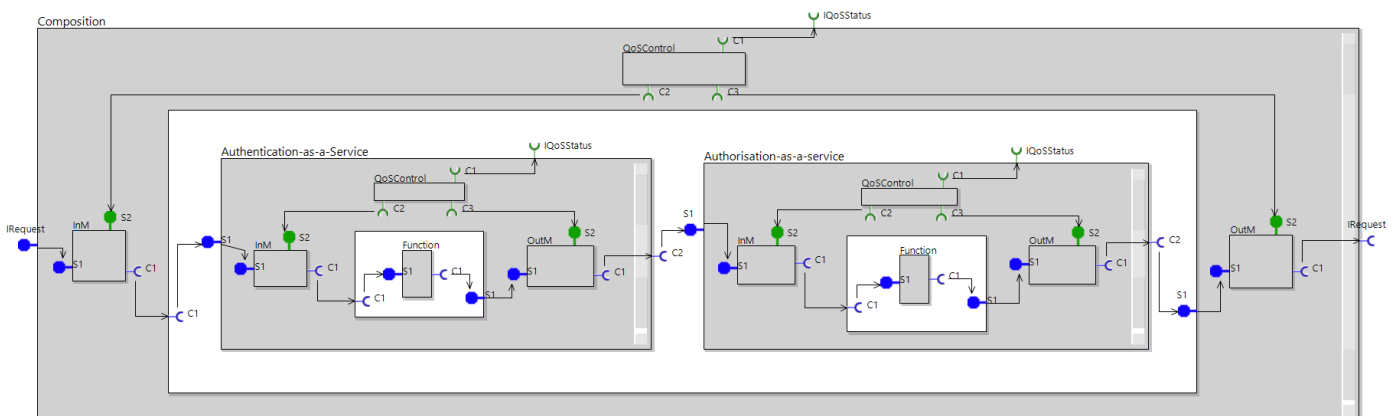 Composition
IQoSStatus
C1
QoSControl
C2
C3
Authentication-as-a-Service
IQoSStatus
C1
QoSControl
C2
C3
Authorisation-as-a-service
IQoSStatus
C1
QoSControl
C2
C3
IRequest
S2
InM
S1
C1
C1
S1
InM
S2
S1
C1
Function
S1
C1
C1
S1
S2
OutM
S1
C1
C2
S1
InM
S2
S1
C1
Function
S1
C1
C1
S1
S2
OutM
S1
C1
C2
S1
S2
OutM
S1
C1
IRequest